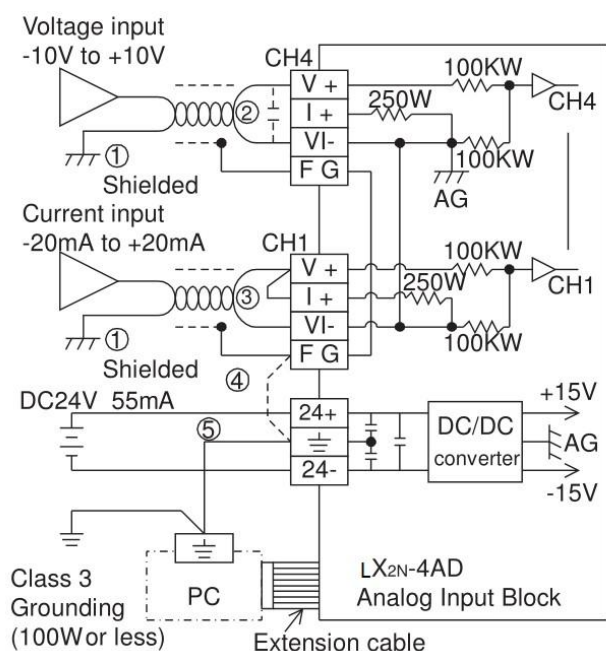 Voltage input
-10V to +10V
CH4
V +
I +
VI-
F G
②
①
Shielded
100KW
250W
100KW
AG
CH4
Current input
-20mA to +20mA
CH1
V +
I +
VI-
F G
③
①
Shielded
100KW
250W
100KW
CH1
④
DC24V 55mA
⑤
24+
24-
DC/DC
converter
+15V
AG
-15V
Class 3
Grounding
(100W or less)
PC
Extension cable
LX2N-4AD
Analog Input Block